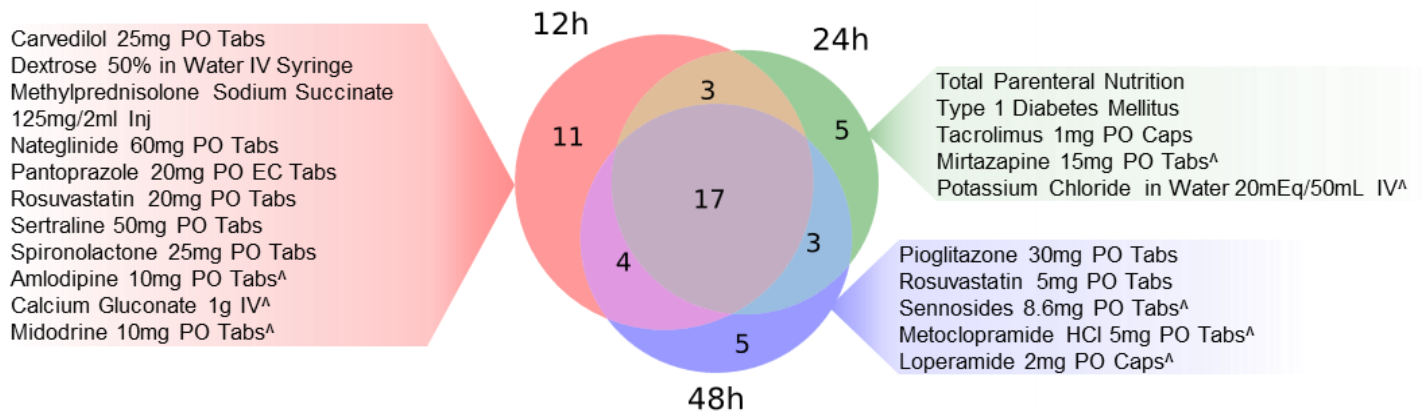 12h
24h
48h
Carvedilol 25mg PO Tabs
Dextrose 50% in Water IV Syringe
Methylprednisolone Sodium Succinate
125mg/2ml Inj
Nateglinide 60mg PO Tabs
Pantoprazole 20mg PO EC Tabs
Rosuvastatin 20mg PO Tabs
Sertraline 50mg PO Tabs
Spironolactone 25mg PO Tabs
Amlodipine 10mg PO Tabs^
Calcium Gluconate 1g IV^
Midodrine 10mg PO Tabs^
3
11
5
17
4
3
5
Total Parenteral Nutrition
Type 1 Diabetes Mellitus
Tacrolimus 1mg PO Caps
Mirtazapine 15mg PO Tabs^
Potassium Chloride in Water 20mEq/50mL IV^
Pioglitazone 30mg PO Tabs
Rosuvastatin 5mg PO Tabs
Sennosides 8.6mg PO Tabs^
Metoclopramide HCl 5mg PO Tabs^
Loperamide 2mg PO Caps^